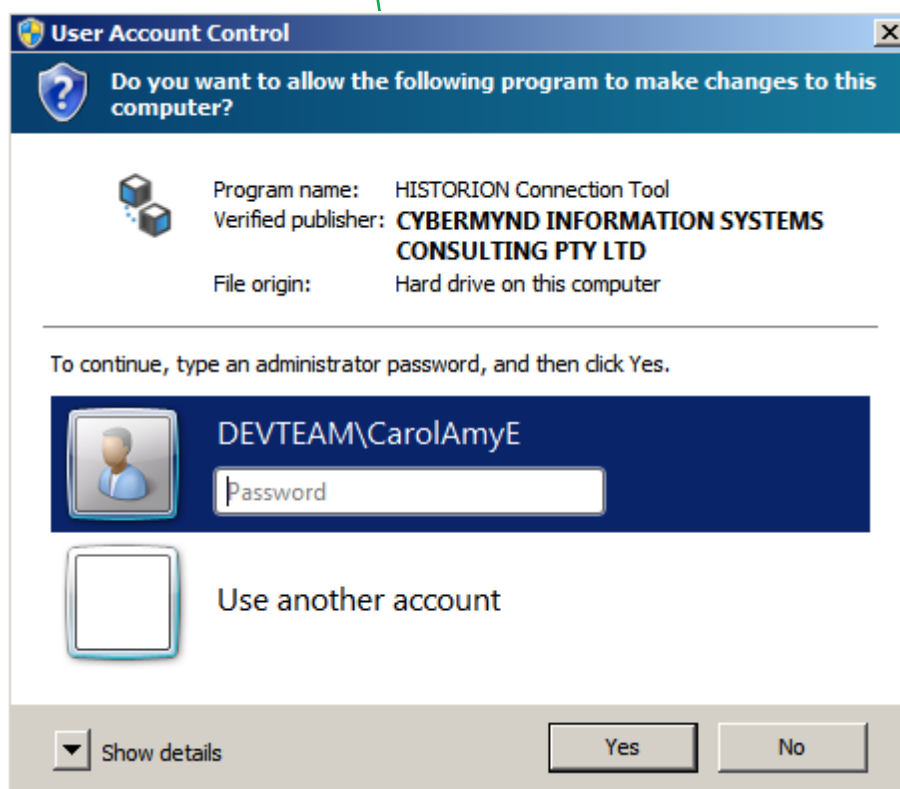 User Account Control
Do you want to allow the following program to make changes to this
computer?
Program name: HISTORION Connection Tool
Verified publisher: CYBERMYND INFORMATION SYSTEMS
CONSULTING PTY LTD
File origin: Hard drive on this computer
To continue, type an administrator password, and then click Yes.
DEVTEAM\CarolAmyE
Password
Use another account
Show details Yes No